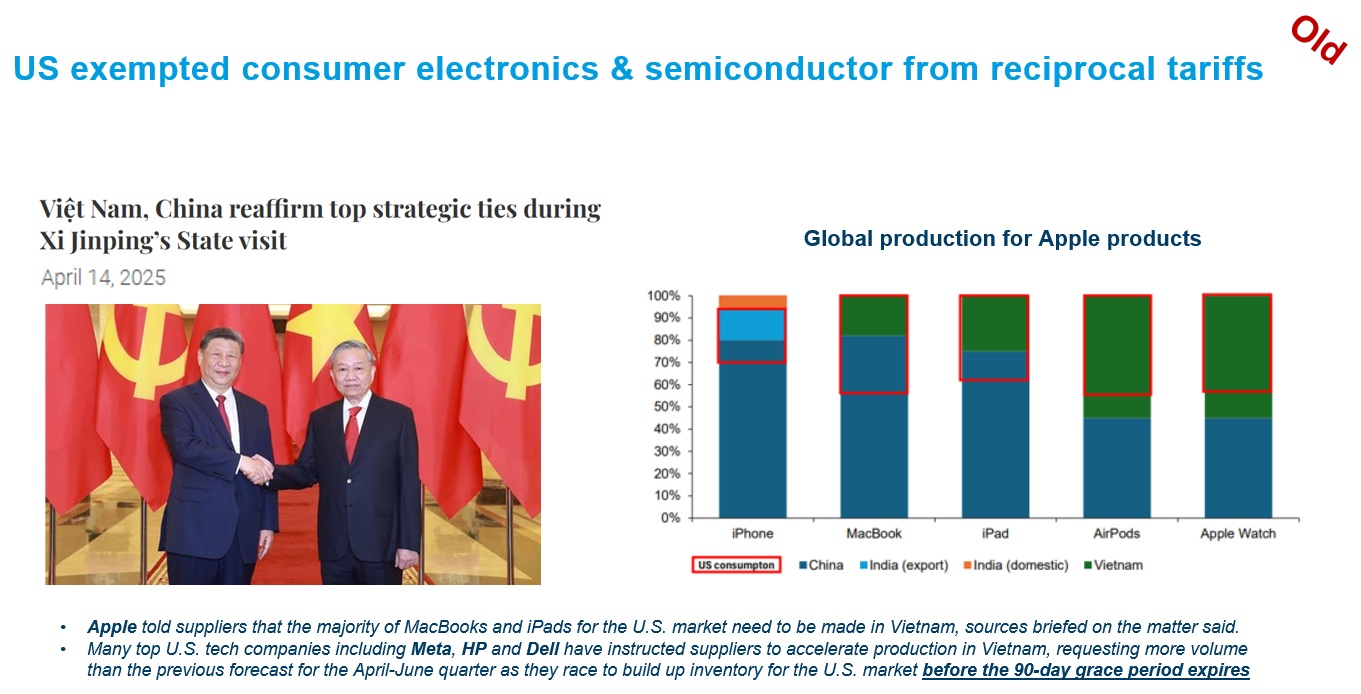 Old
US exempted consumer electronics & semiconductor from reciprocal tariffs
Việt Nam, China reaffirm top strategic ties during
Xi Jinping’s State visit
April 14, 2025
Global production for Apple products
100%
90%
80%
70%
60%
50%
40%
30%
20%
10%
0%
iPhone MacBook iPad AirPods Apple Watch
US consumpton China India (export) India (domestic) Vietnam
• Apple told suppliers that the majority of MacBooks and iPads for the U.S. market need to be made in Vietnam, sources briefed on the matter said.
• Many top U.S. tech companies including Meta, HP and Dell have instructed suppliers to accelerate production in Vietnam, requesting more volume
than the previous forecast for the April-June quarter as they race to build up inventory for the U.S. market before the 90-day grace period expires